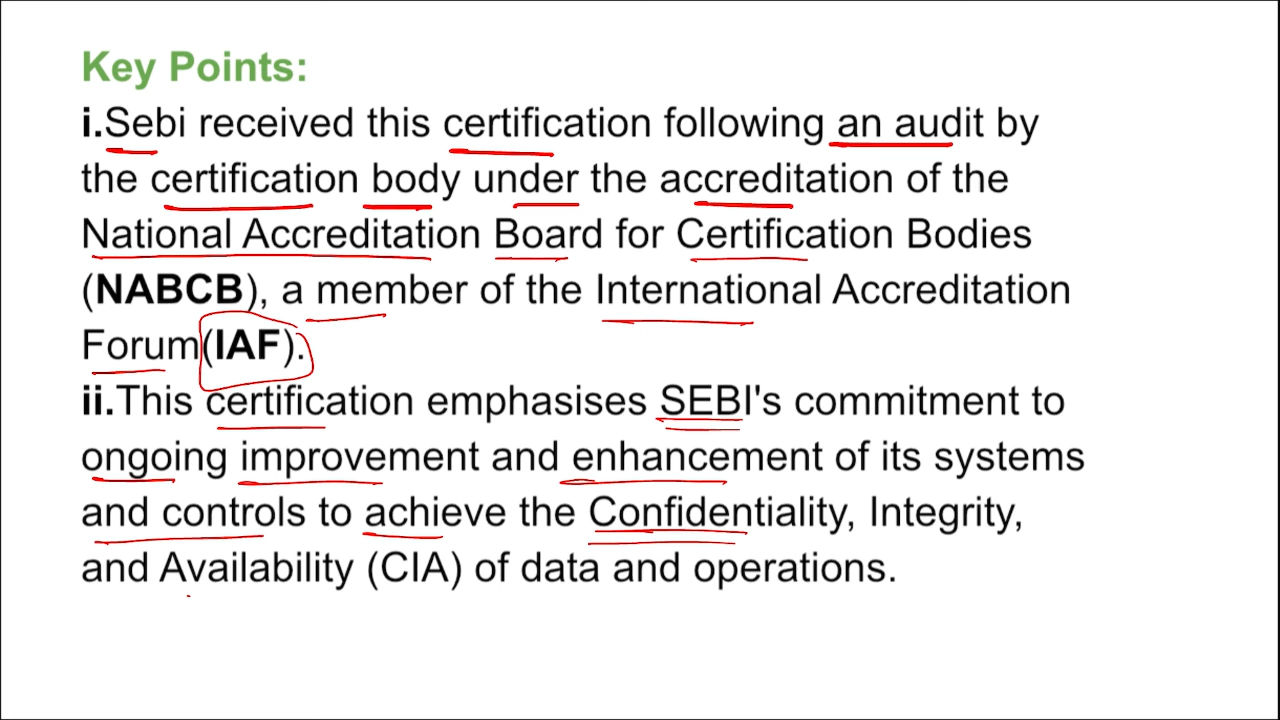 Key Points:
i.Sebi received this certification following an audit by
the certification body under the accreditation of the
National Accreditation Board for Certification Bodies
(NABCB), a member of the International Accreditation
Forum(IAF).
ii.This certification emphasises SEBI's commitment to
ongoing improvement and enhancement of its systems
and controls to achieve the Confidentiality, Integrity,
and Availability (CIA) of data and operations.